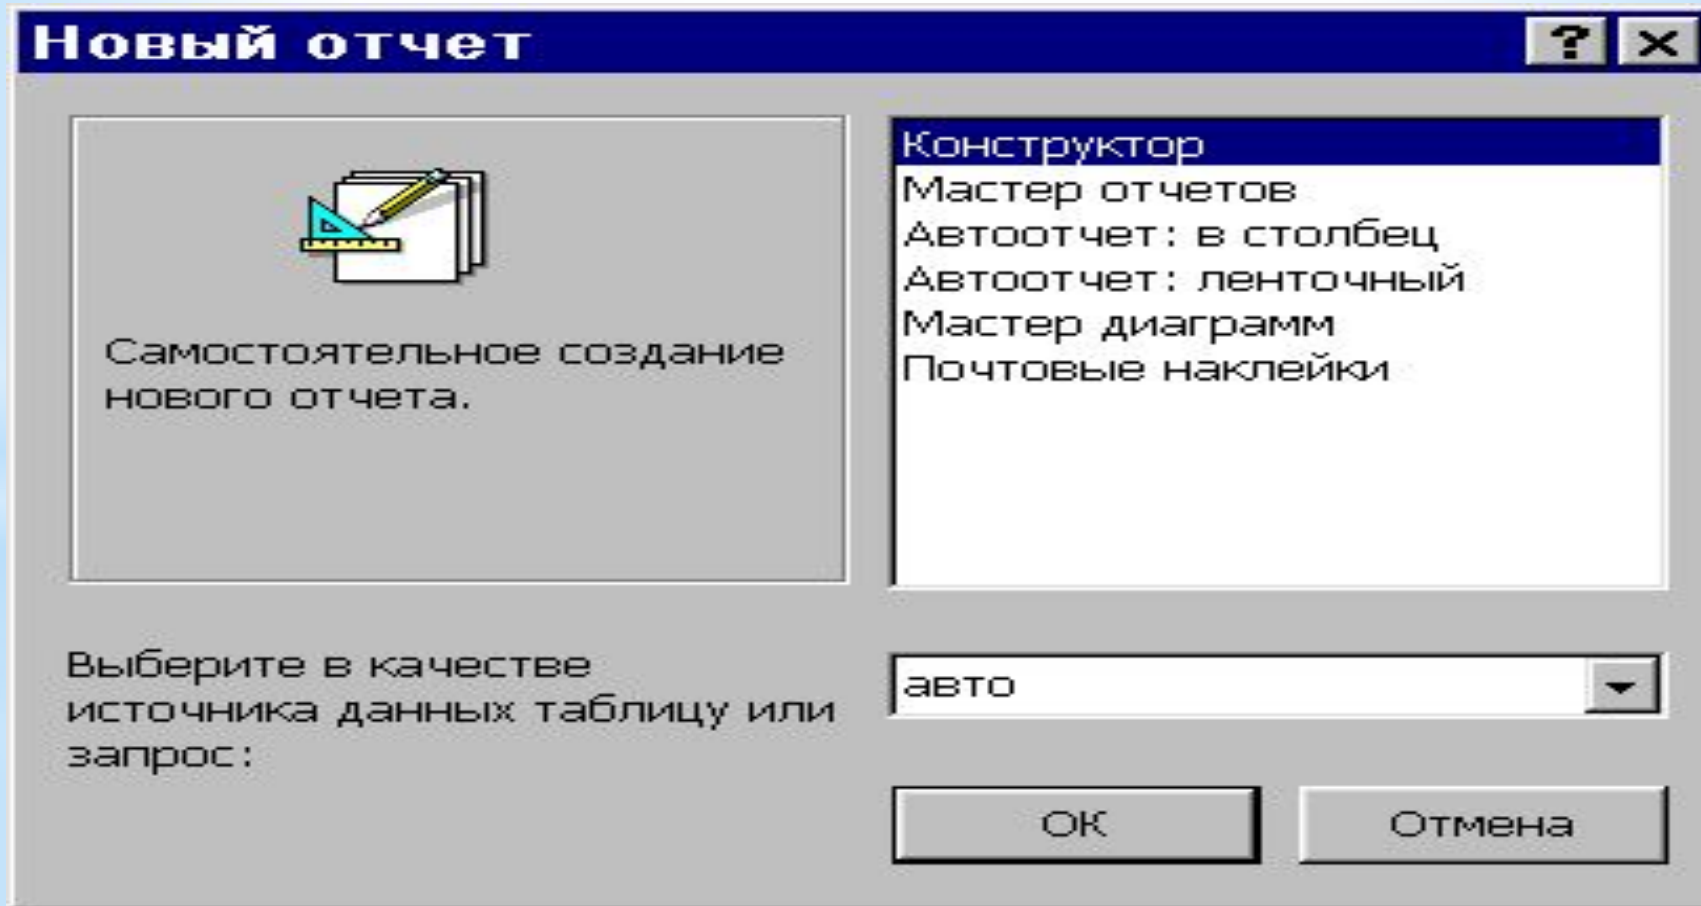 Новый отчет
Конструктор
Мастер отчетов
Автоотчет: в столбец
Автоотчет: ленточный
Мастер диаграмм
Почтовые наклейки
Самостоятельное создание
нового отчета.
Выберите в качестве
источника данных таблицу или
запрос:
авто
ОК
Отмена